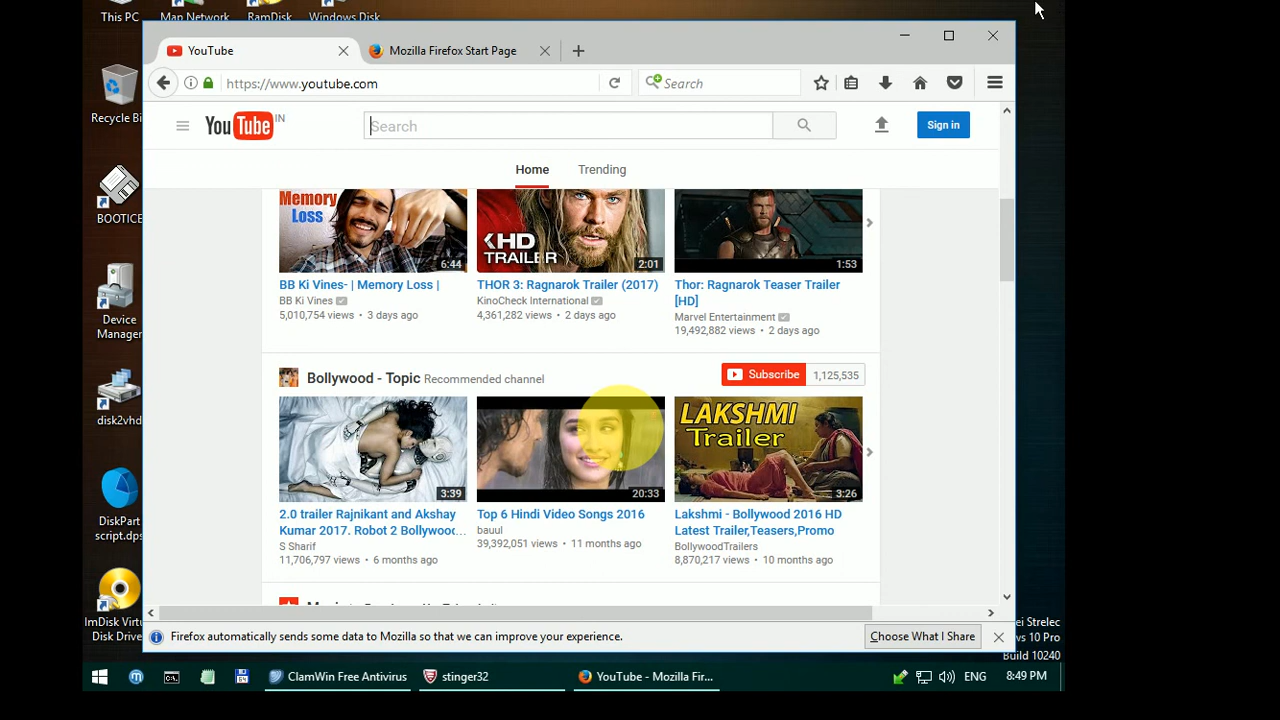 This PC
Map Network
RamDisk
Windows Disk
YouTube
Mozilla Firefox Start Page
https://www.youtube.com
Search
YouTube IN
Search
Sign in
Home
Trending
Memory
Loss
6:44
HD
TRAILER
2:01
1:53
BB Ki Vines- | Memory Loss |
BB Ki Vines
5,010,754 views • 3 days ago
THOR 3: Ragnarok Trailer (2017)
KinoCheck International
4,361,282 views • 2 days ago
Thor: Ragnarok Teaser Trailer
[HD]
Marvel Entertainment
19,492,882 views • 2 days ago
Bollywood - Topic Recommended channel
Subscribe 1,125,535
3:39
20:33
LAKSHMI
Trailer
3:26
2.0 trailer Rajnikant and Akshay
Kumar 2017. Robot 2 Bollywooc...
S Sharif
11,706,797 views • 6 months ago
Top 6 Hindi Video Songs 2016
bauul
39,392,051 views • 11 months ago
Lakshmi - Bollywood 2016 HD
Latest Trailer,Teasers,Promo
BollywoodTrailers
8,870,217 views • 10 months ago
Firefox automatically sends some data to Mozilla so that we can improve your experience.
Choose What I Share
Recycle Bi
BOOTICE
Device
Manager
disk2vhd
DiskPart
script.dps
ImDisk Virtu
Disk Drive
ei Strelec
ws 10 Pro
Build 10240
C:\
64
ClamWin Free Antivirus
stinger32
YouTube - Mozilla Fir...
ENG
8:49 PM